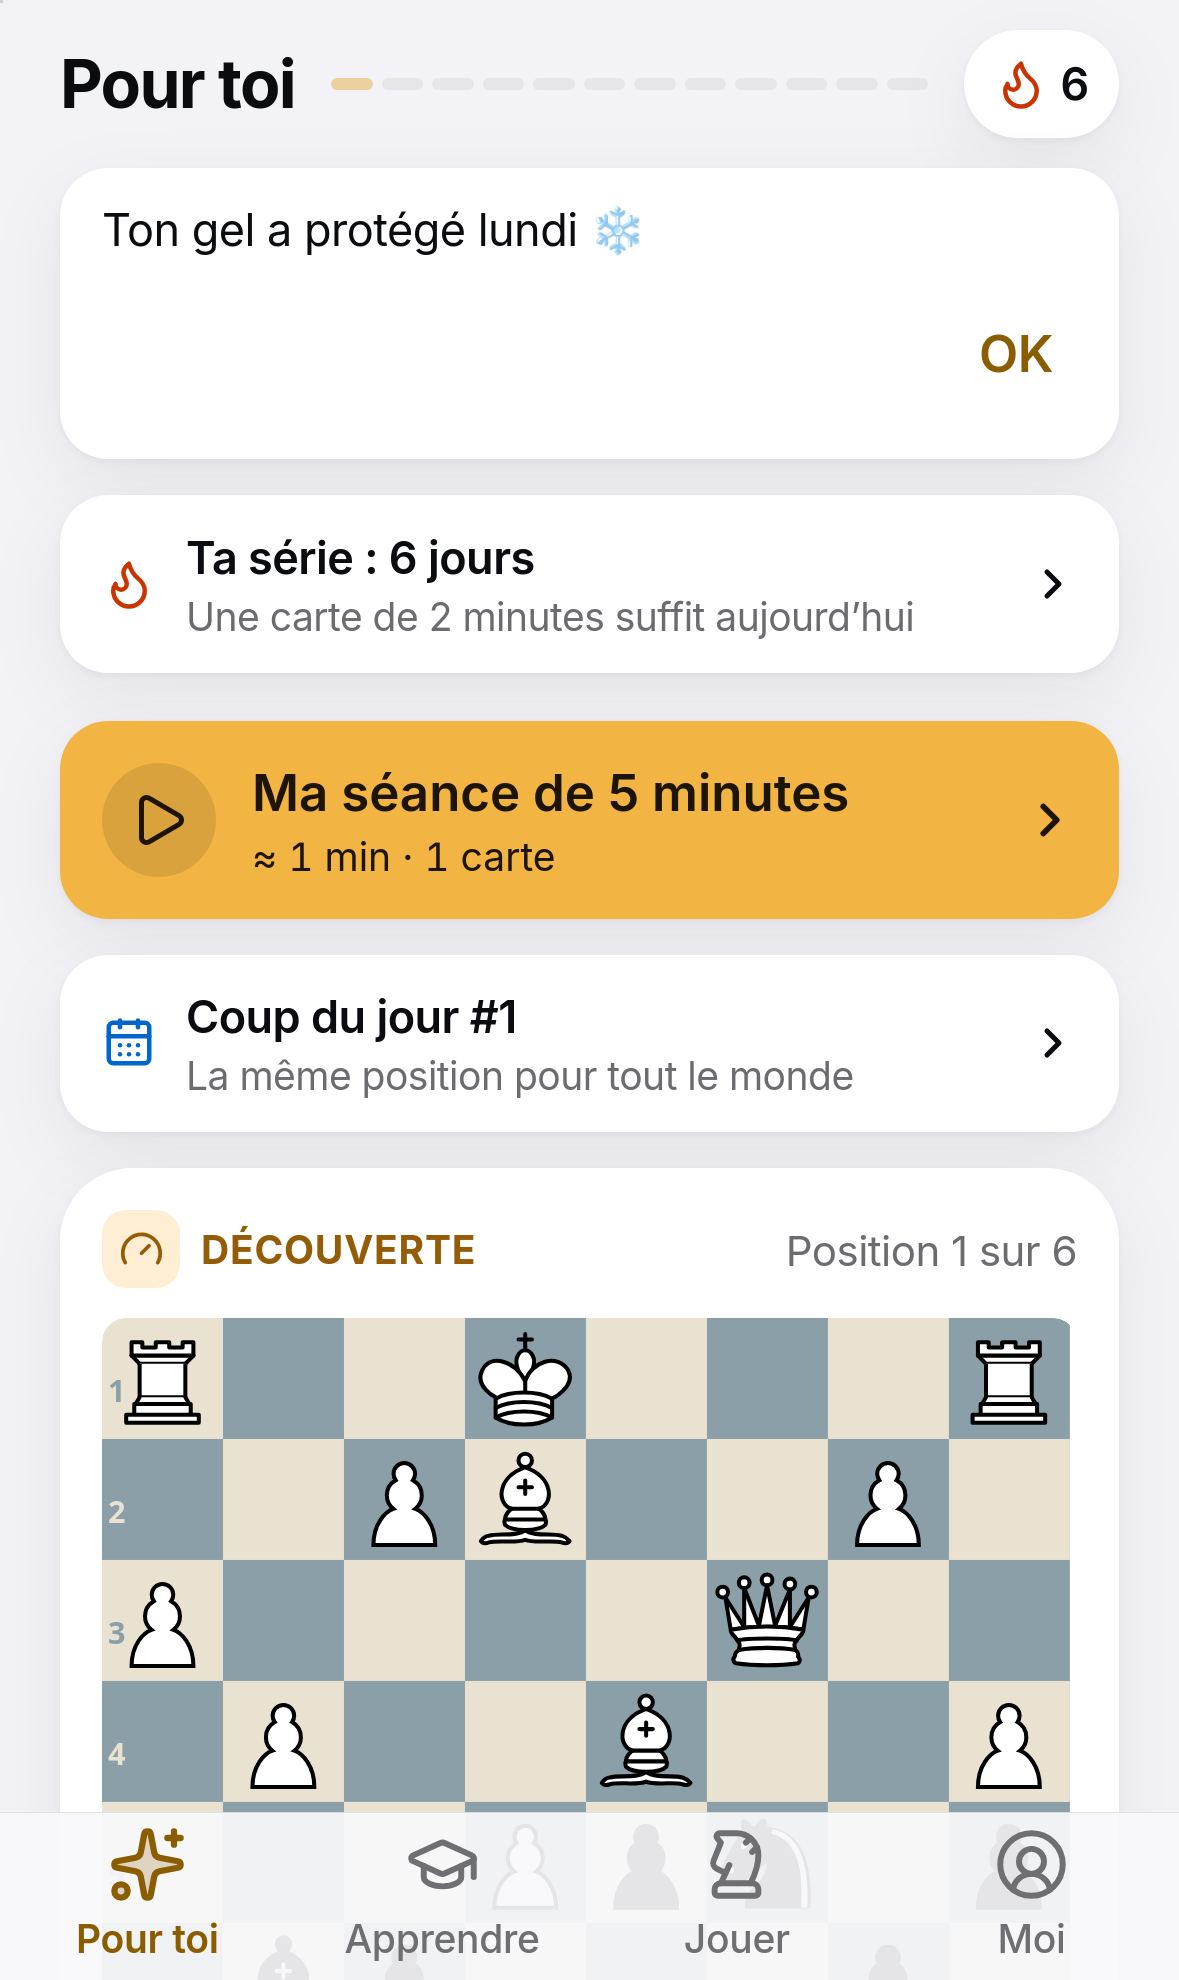 Pour toi
6
Ton gel a protégé lundi ❄️
OK
Ta série : 6 jours
Une carte de 2 minutes suffit aujourd’hui
Ma séance de 5 minutes
≈ 1 min · 1 carte
Coup du jour #1
La même position pour tout le monde
DÉCOUVERTE
Position 1 sur 6
1
2
3
4
Pour toi
Apprendre
Jouer
Moi